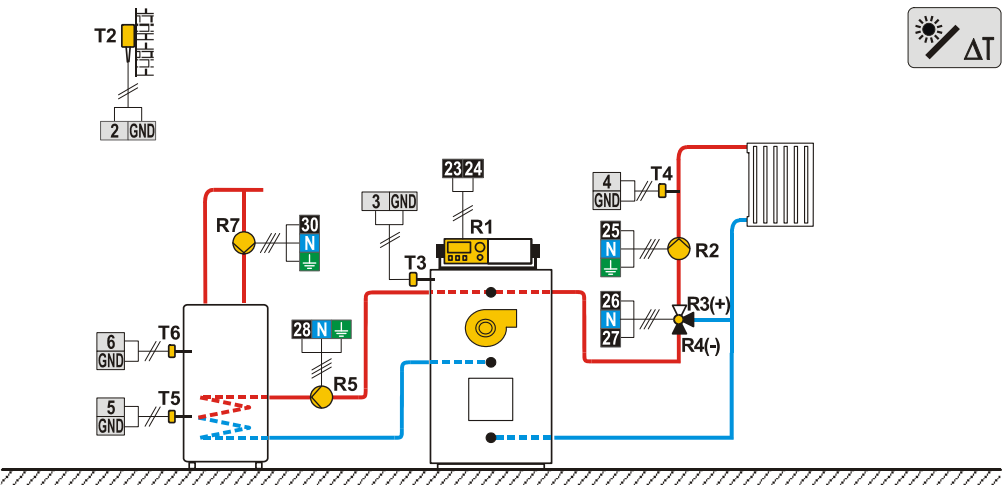 T2
ΔT
2 GND
23 24
T4
4
GND
3 GND
R7
30
N
R1
25
N
R2
T3
26
N
27
R3(+)
R4(-)
28 N
6
GND
T6
R5
5
GND
T5